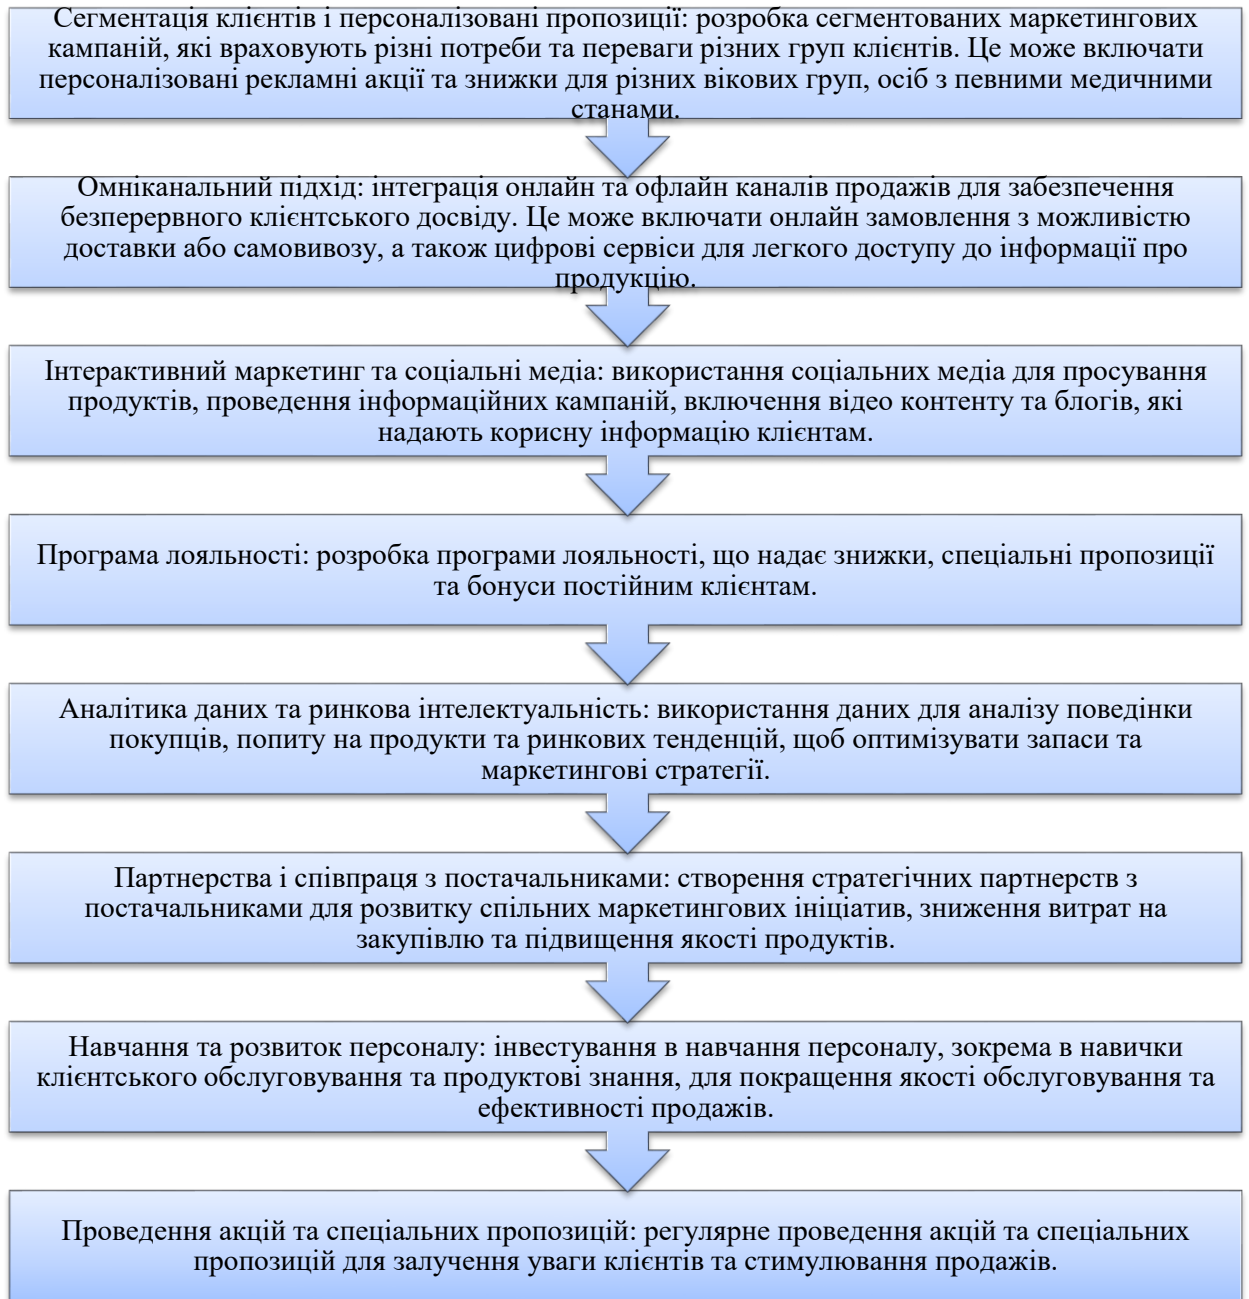 Сегментація клієнтів і персоналізовані пропозиції: розробка сегментованих маркетингових
кампаній, які враховують різні потреби та переваги різних груп клієнтів. Це може включати
персоналізовані рекламні акції та знижки для різних вікових груп, осіб з певними медичними
станами.
Омніканальний підхід: інтеграція онлайн та офлайн каналів продажів для забезпечення
безперервного клієнтського досвіду. Це може включати онлайн замовлення з можливістю
доставки або самовивозу, а також цифрові сервіси для легкого доступу до інформації про
продукцію.
Інтерактивний маркетинг та соціальні медіа: використання соціальних медіа для просування
продуктів, проведення інформаційних кампаній, включення відео контенту та блогів, які
надають корисну інформацію клієнтам.
Програма лояльності: розробка програми лояльності, що надає знижки, спеціальні пропозиції
та бонуси постійним клієнтам.
Аналітика даних та ринкова інтелектуальність: використання даних для аналізу поведінки
покупців, попиту на продукти та ринкових тенденцій, щоб оптимізувати запаси та
маркетингові стратегії.
Партнерства і співпраця з постачальниками: створення стратегічних партнерств з
постачальниками для розвитку спільних маркетингових ініціатив, зниження витрат на
закупівлю та підвищення якості продуктів.
Навчання та розвиток персоналу: інвестування в навчання персоналу, зокрема в навички
клієнтського обслуговування та продуктові знання, для покращення якості обслуговування та
ефективності продажів.
Проведення акцій та спеціальних пропозицій: регулярне проведення акцій та спеціальних
пропозицій для залучення уваги клієнтів та стимулювання продажів.